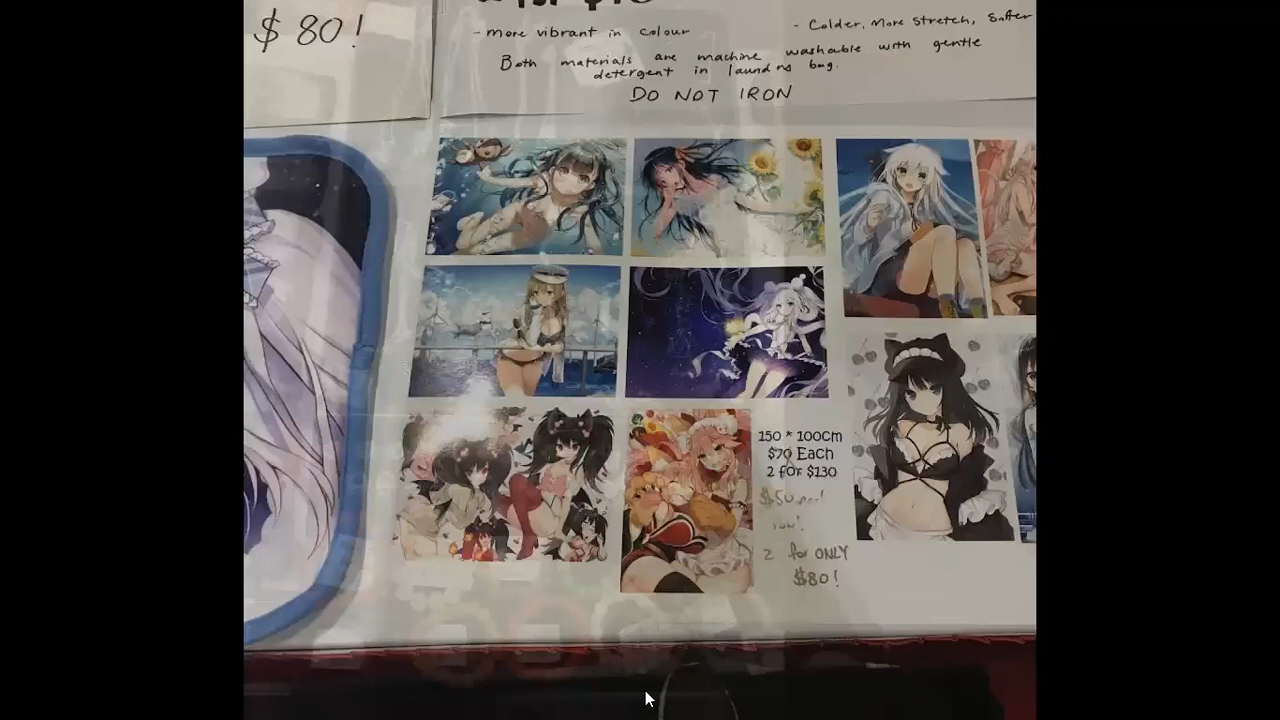 $80!
- more vibrant in colour
- Colder, More Stretch, Softer
Both materials are machine washable with gentle
detergent in laundry bag.
DO NOT IRON
150 * 100cm
$70 Each
2 for $130
$50
now!
2 for ONLY
$80!